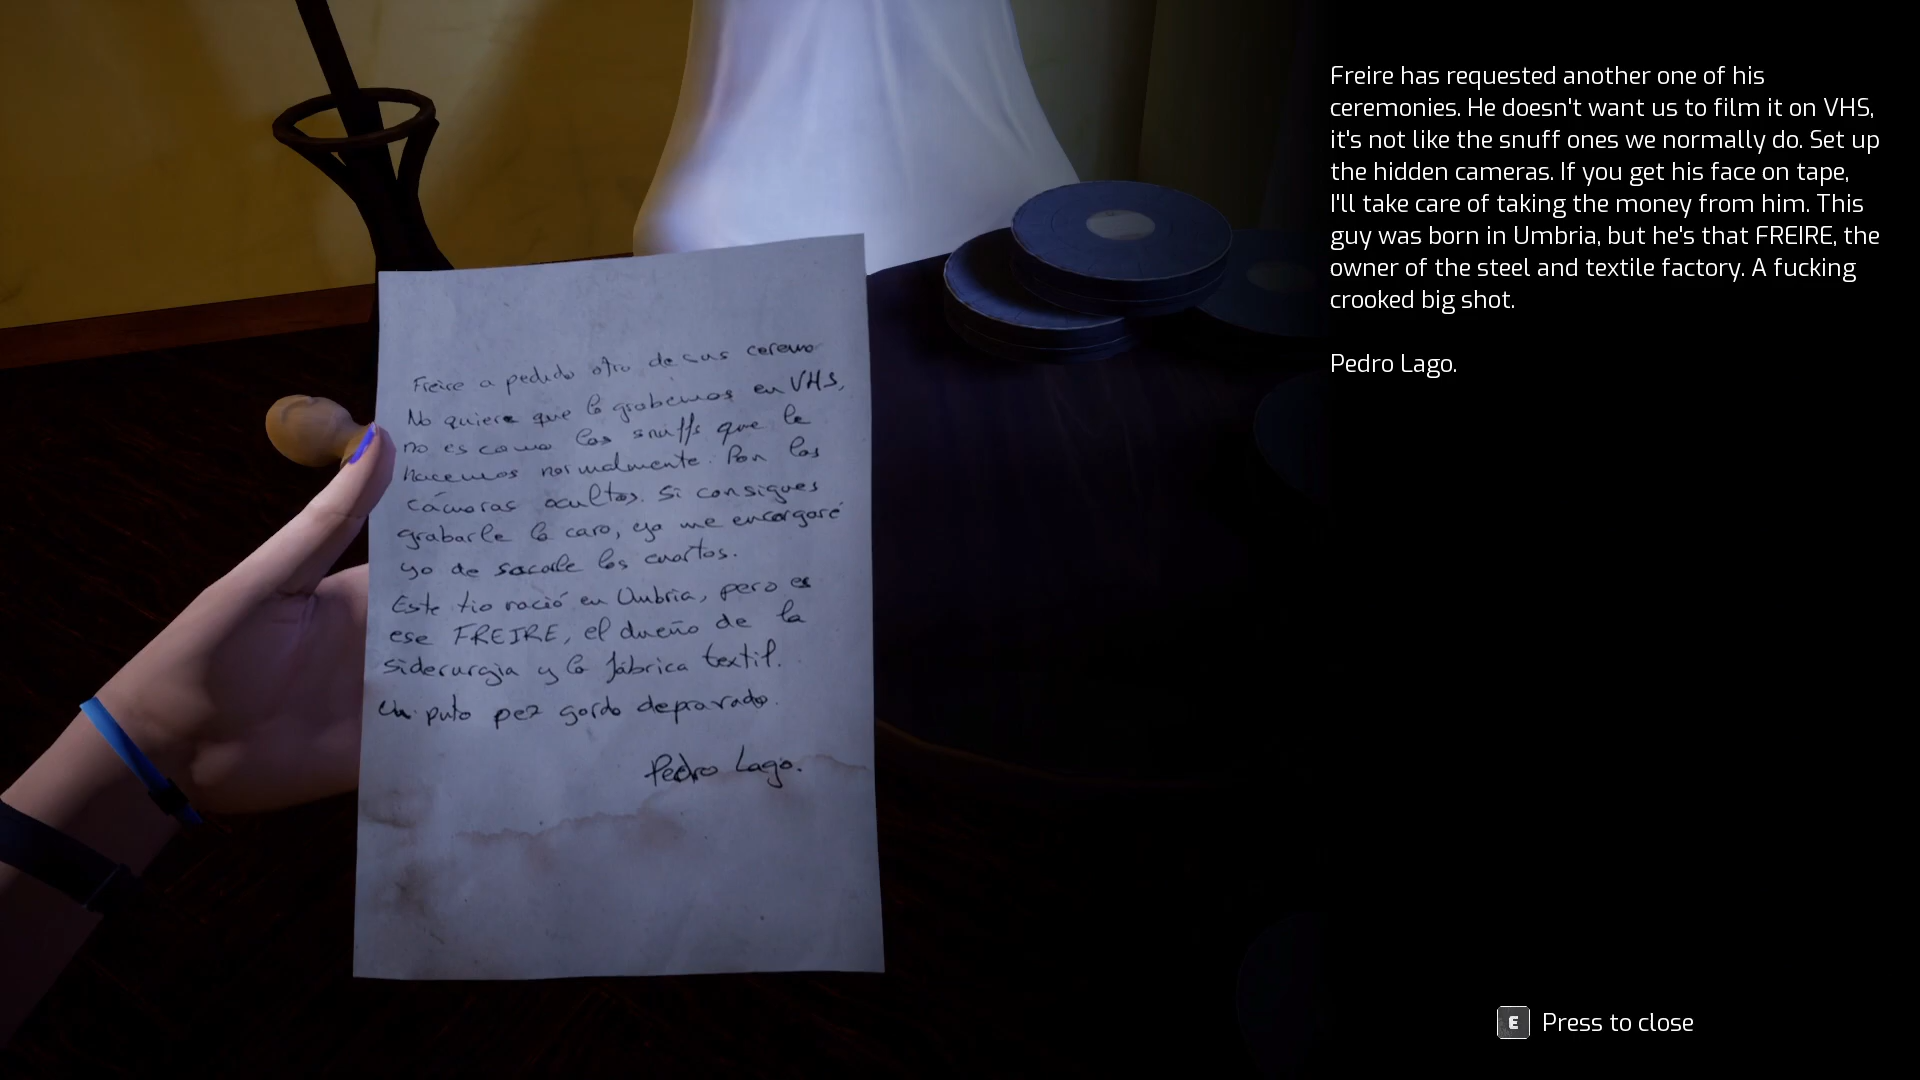 Freire a pedido otro de sus ceremo
No quiere que lo grabemos en VHS,
no es como los snuffs que le
hacemos normalmente. Pon las
cámaras ocultas. Si consigues
grabarle la cara, ya me encargaré
yo de sacarle los cuartos.
Este tio nació en Umbria, pero es
ese FREIRE, el dueño de la
siderurgia y la fábrica textil.
Un puto pez gordo depravado.
Pedro Lago.
Freire has requested another one of his
ceremonies. He doesn't want us to film it on VHS,
it's not like the snuff ones we normally do. Set up
the hidden cameras. If you get his face on tape,
I'll take care of taking the money from him. This
guy was born in Umbria, but he's that FREIRE, the
owner of the steel and textile factory. A fucking
crooked big shot.
Pedro Lago.
E Press to close